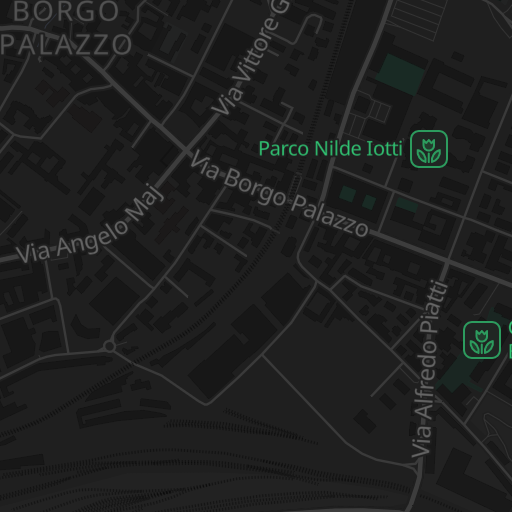 BORGO
PALAZZO
Via Vittore G
Parco Nilde Iotti
Via Borgo Palazzo
Via Angelo Maj
Via Alfredo Piatti